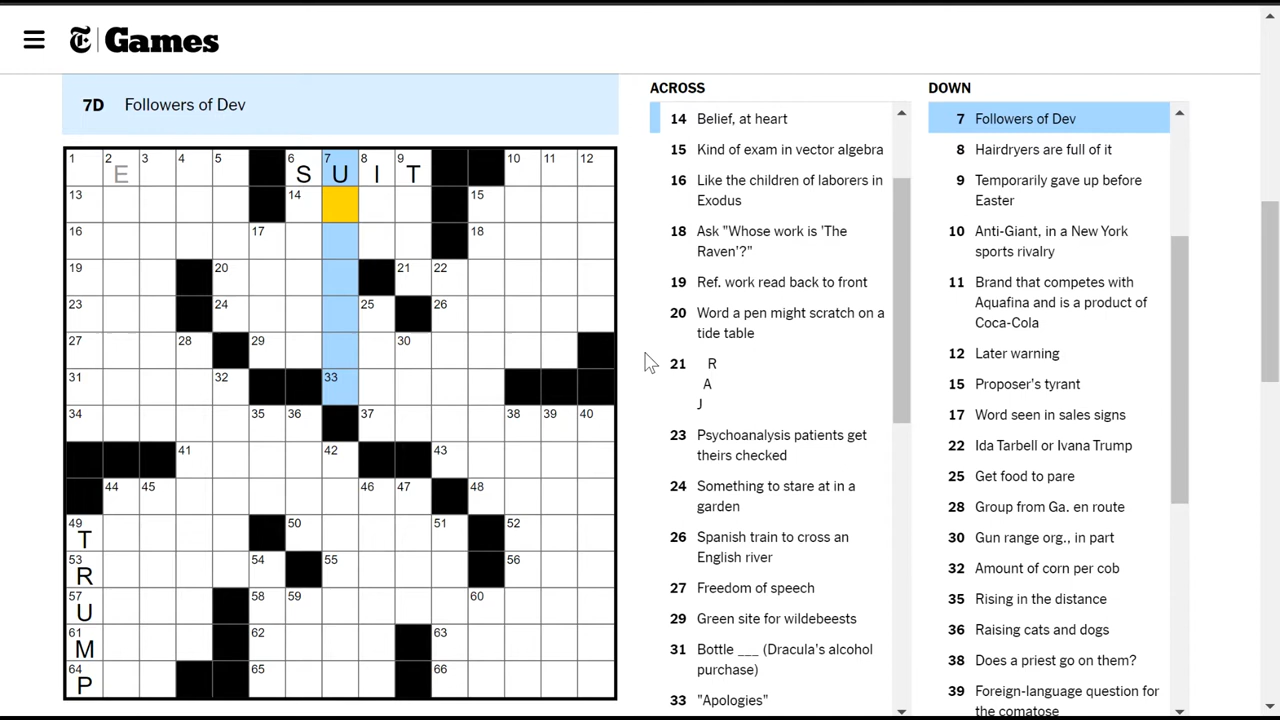 T Games
7D Followers of Dev
1 2 3 4 5 6 7 8 9 10 11 12
E S U I T
13 14 15
16 17 18
19 20 21 22
23 24 25 26
27 28 29 30
31 32 33
34 35 36 37 38 39 40
41 42 43
44 45 46 47 48
49 50 51 52
T
53 54 55 56
R
57 58 59 60
U
61 62 63
M
64 65 66
P
ACROSS
14 Belief, at heart
15 Kind of exam in vector algebra
16 Like the children of laborers in
Exodus
18 Ask "Whose work is 'The
Raven'?"
19 Ref. work read back to front
20 Word a pen might scratch on a
tide table
21 R
A
J
23 Psychoanalysis patients get
theirs checked
24 Something to stare at in a
garden
26 Spanish train to cross an
English river
27 Freedom of speech
29 Green site for wildebeests
31 Bottle ___ (Dracula's alcohol
purchase)
33 "Apologies"
DOWN
7 Followers of Dev
8 Hairdryers are full of it
9 Temporarily gave up before
Easter
10 Anti-Giant, in a New York
sports rivalry
11 Brand that competes with
Aquafina and is a product of
Coca-Cola
12 Later warning
15 Proposer's tyrant
17 Word seen in sales signs
22 Ida Tarbell or Ivana Trump
25 Get food to pare
28 Group from Ga. en route
30 Gun range org., in part
32 Amount of corn per cob
35 Rising in the distance
36 Raising cats and dogs
38 Does a priest go on them?
39 Foreign-language question for
the comatose